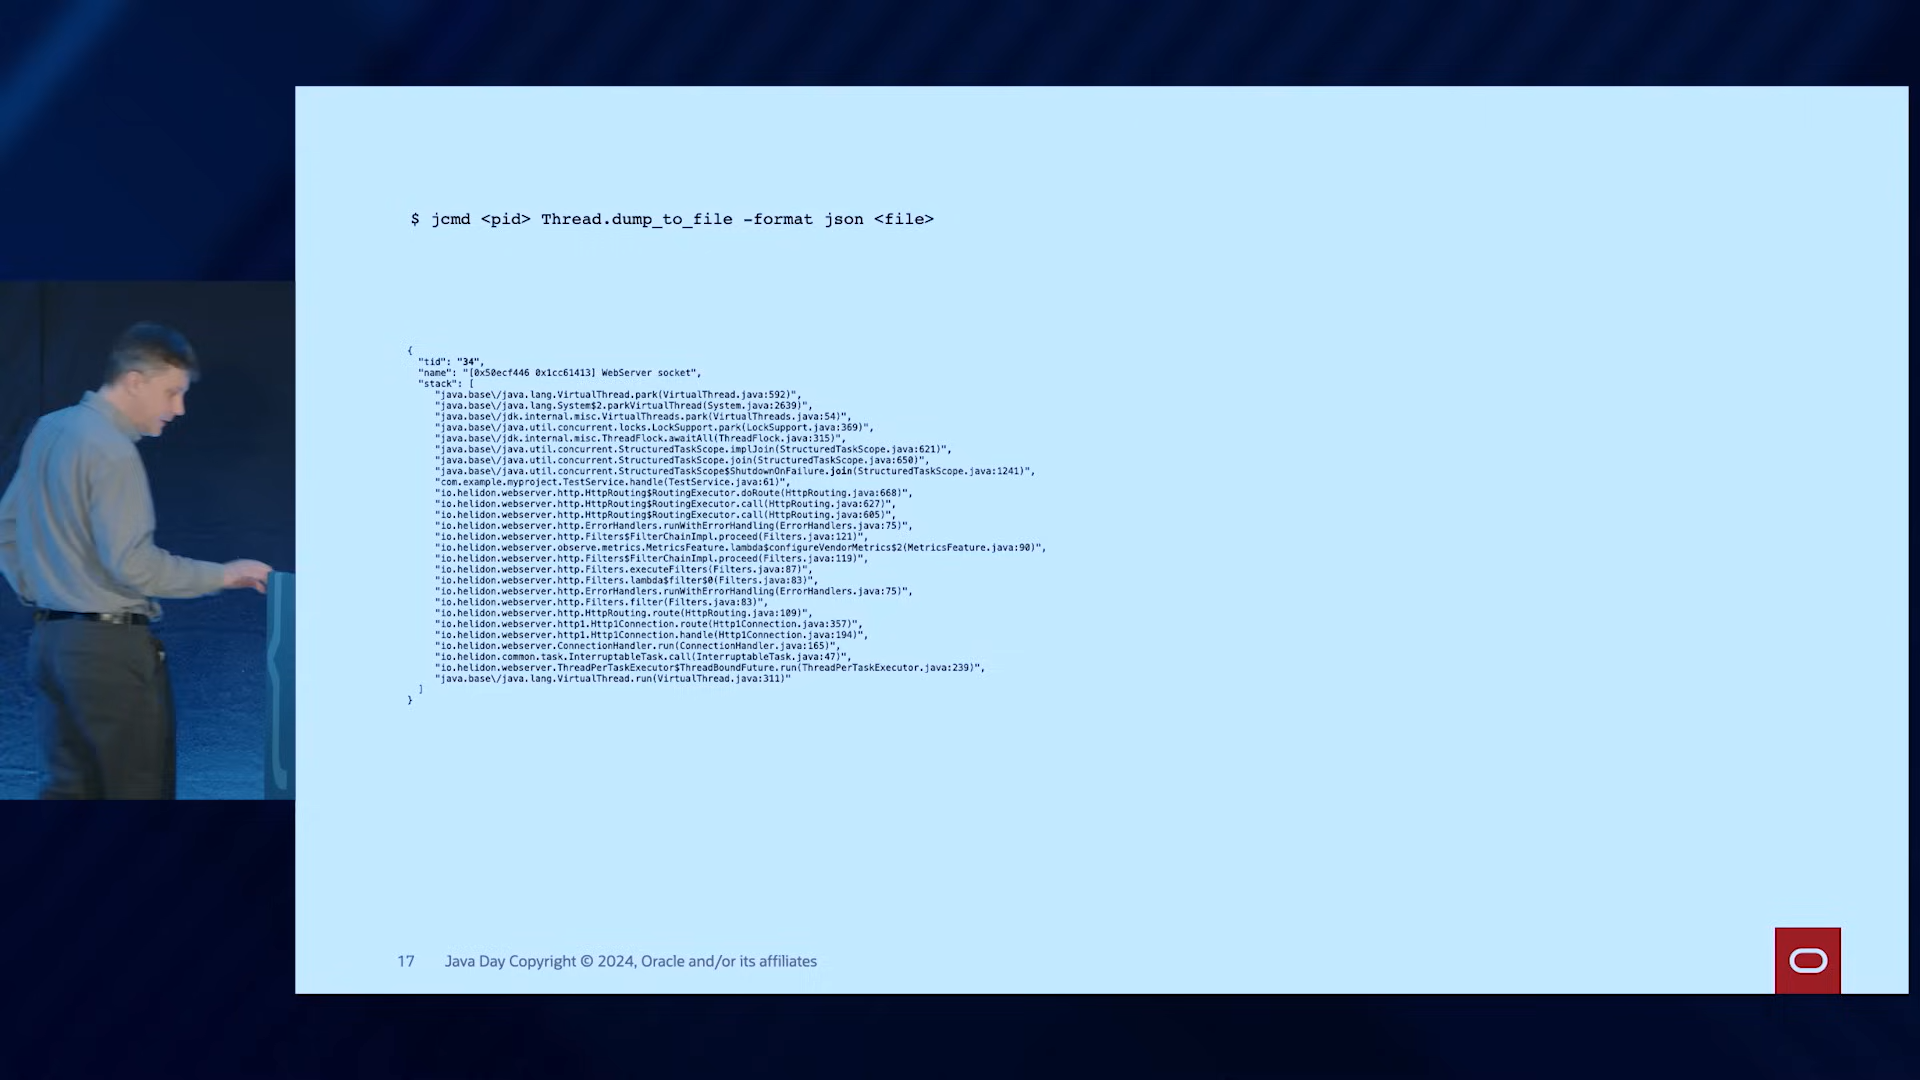 $ jcmd <pid> Thread.dump_to_file -format json <file>
{
"tid": "34",
"name": "[0x50ecf446 0x1cc61413] WebServer socket",
"stack": [
"java.base\/java.lang.VirtualThread.park(VirtualThread.java:592)",
"java.base\/java.lang.System$2.parkVirtualThread(System.java:2639)",
"java.base\/jdk.internal.misc.VirtualThreads.park(VirtualThreads.java:54)",
"java.base\/java.util.concurrent.locks.LockSupport.park(LockSupport.java:369)",
"java.base\/jdk.internal.misc.ThreadFlock.awaitAll(ThreadFlock.java:315)",
"java.base\/java.util.concurrent.StructuredTaskScope.implJoin(StructuredTaskScope.java:621)",
"java.base\/java.util.concurrent.StructuredTaskScope.join(StructuredTaskScope.java:650)",
"java.base\/java.util.concurrent.StructuredTaskScope$ShutdownOnFailure.join(StructuredTaskScope.java:1241)",
"com.example.myproject.TestService.handle(TestService.java:61)",
"io.helidon.webserver.http.HttpRouting$RoutingExecutor.doRoute(HttpRouting.java:668)",
"io.helidon.webserver.http.HttpRouting$RoutingExecutor.call(HttpRouting.java:627)",
"io.helidon.webserver.http.HttpRouting$RoutingExecutor.call(HttpRouting.java:605)",
"io.helidon.webserver.http.ErrorHandlers.runWithErrorHandling(ErrorHandlers.java:75)",
"io.helidon.webserver.http.Filters$FilterChainImpl.proceed(Filters.java:121)",
"io.helidon.webserver.observe.metrics.MetricsFeature.lambda$configureVendorMetrics$2(MetricsFeature.java:90)",
"io.helidon.webserver.http.Filters$FilterChainImpl.proceed(Filters.java:119)",
"io.helidon.webserver.http.Filters.executeFilters(Filters.java:87)",
"io.helidon.webserver.http.Filters.lambda$filter$0(Filters.java:83)",
"io.helidon.webserver.http.ErrorHandlers.runWithErrorHandling(ErrorHandlers.java:75)",
"io.helidon.webserver.http.Filters.filter(Filters.java:83)",
"io.helidon.webserver.http.HttpRouting.route(HttpRouting.java:109)",
"io.helidon.webserver.http1.Http1Connection.route(Http1Connection.java:357)",
"io.helidon.webserver.http1.Http1Connection.handle(Http1Connection.java:194)",
"io.helidon.webserver.ConnectionHandler.run(ConnectionHandler.java:165)",
"io.helidon.common.task.InterruptableTask.call(InterruptableTask.java:47)",
"io.helidon.webserver.ThreadPerTaskExecutor$ThreadBoundFuture.run(ThreadPerTaskExecutor.java:239)",
"java.base\/java.lang.VirtualThread.run(VirtualThread.java:311)"
]
}
17 Java Day Copyright © 2024, Oracle and/or its affiliates